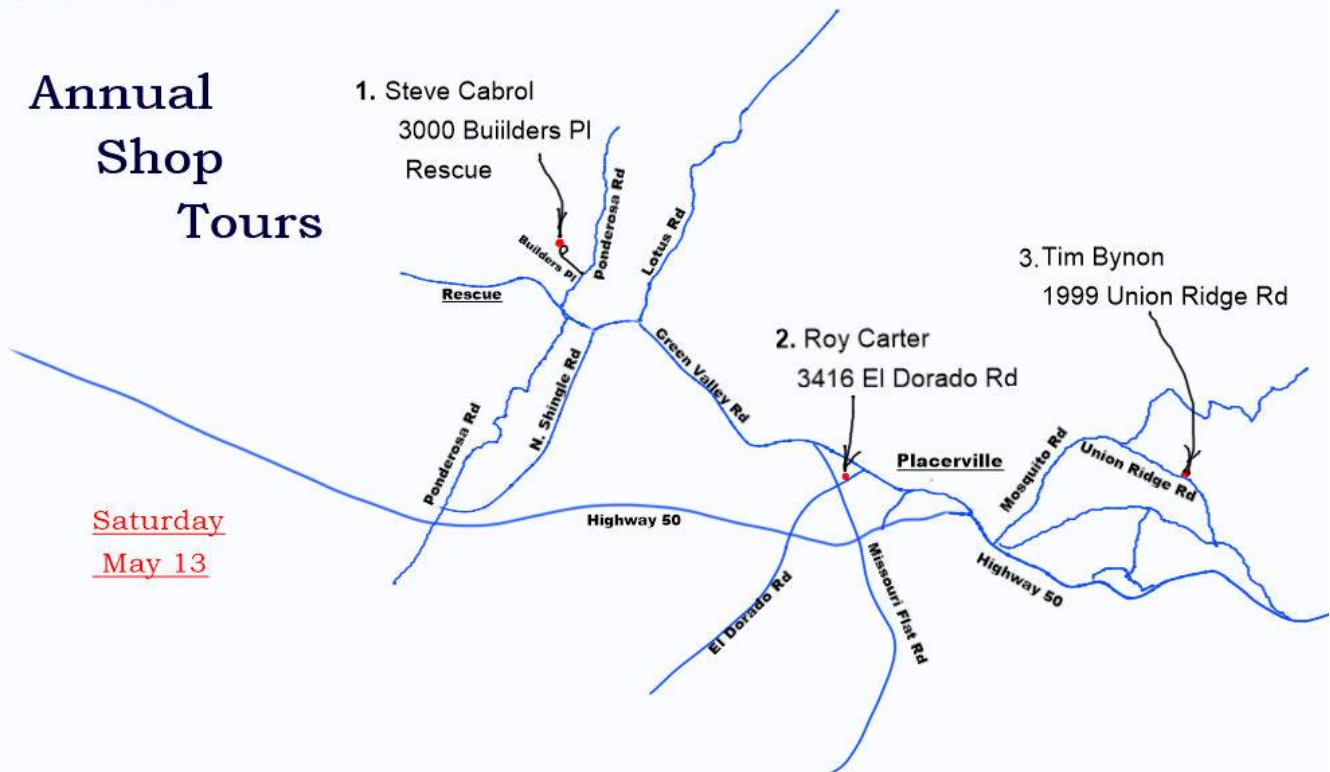 Annual
Shop
Tours
1. Steve Cabrol
3000 Buiilders Pl
Rescue
Ponderosa Rd
Lotus Rd
Builders Pl
Rescue
3. Tim Bynon
1999 Union Ridge Rd
Green Valley Rd
2. Roy Carter
3416 El Dorado Rd
N. Shingle Rd
Ponderosa Rd
Placerville
Mosquito Rd
Union Ridge Rd
Saturday
May 13
Highway 50
Highway 50
El Dorado Rd
Missouri Flat Rd